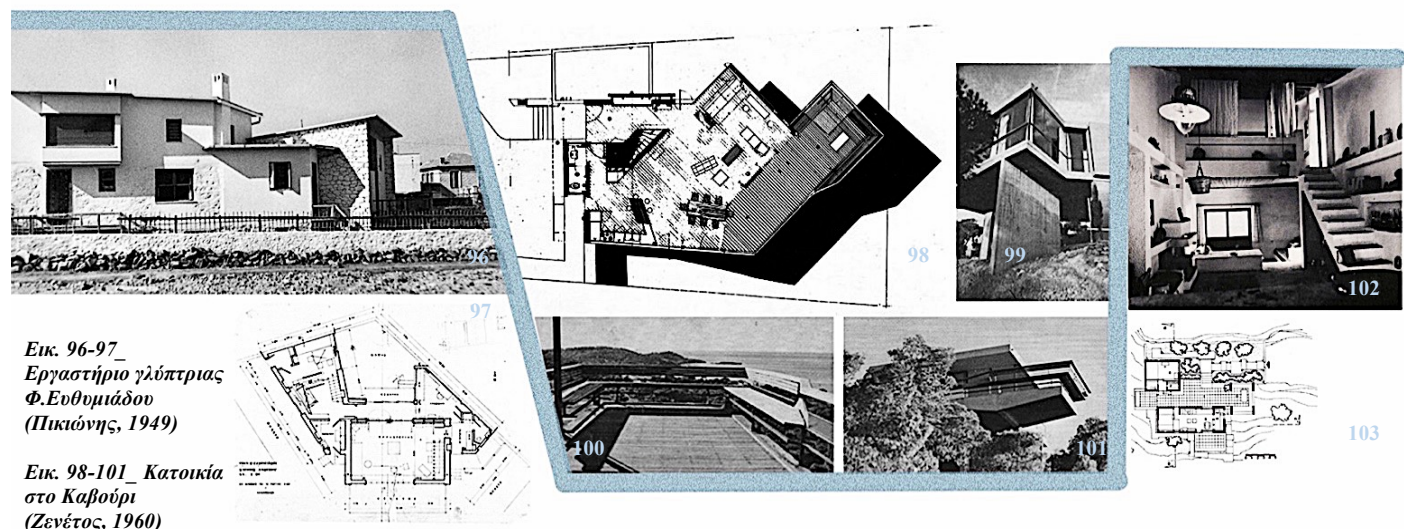 96
98
99
102
97
Εικ. 96-97_
Εργαστήριο γλύπτριας
Φ.Ευθυμιάδου
(Πικιώνης, 1949)
100
101
103
Εικ. 98-101_ Κατοικία
στο Καβούρι
(Ζενέτος, 1960)